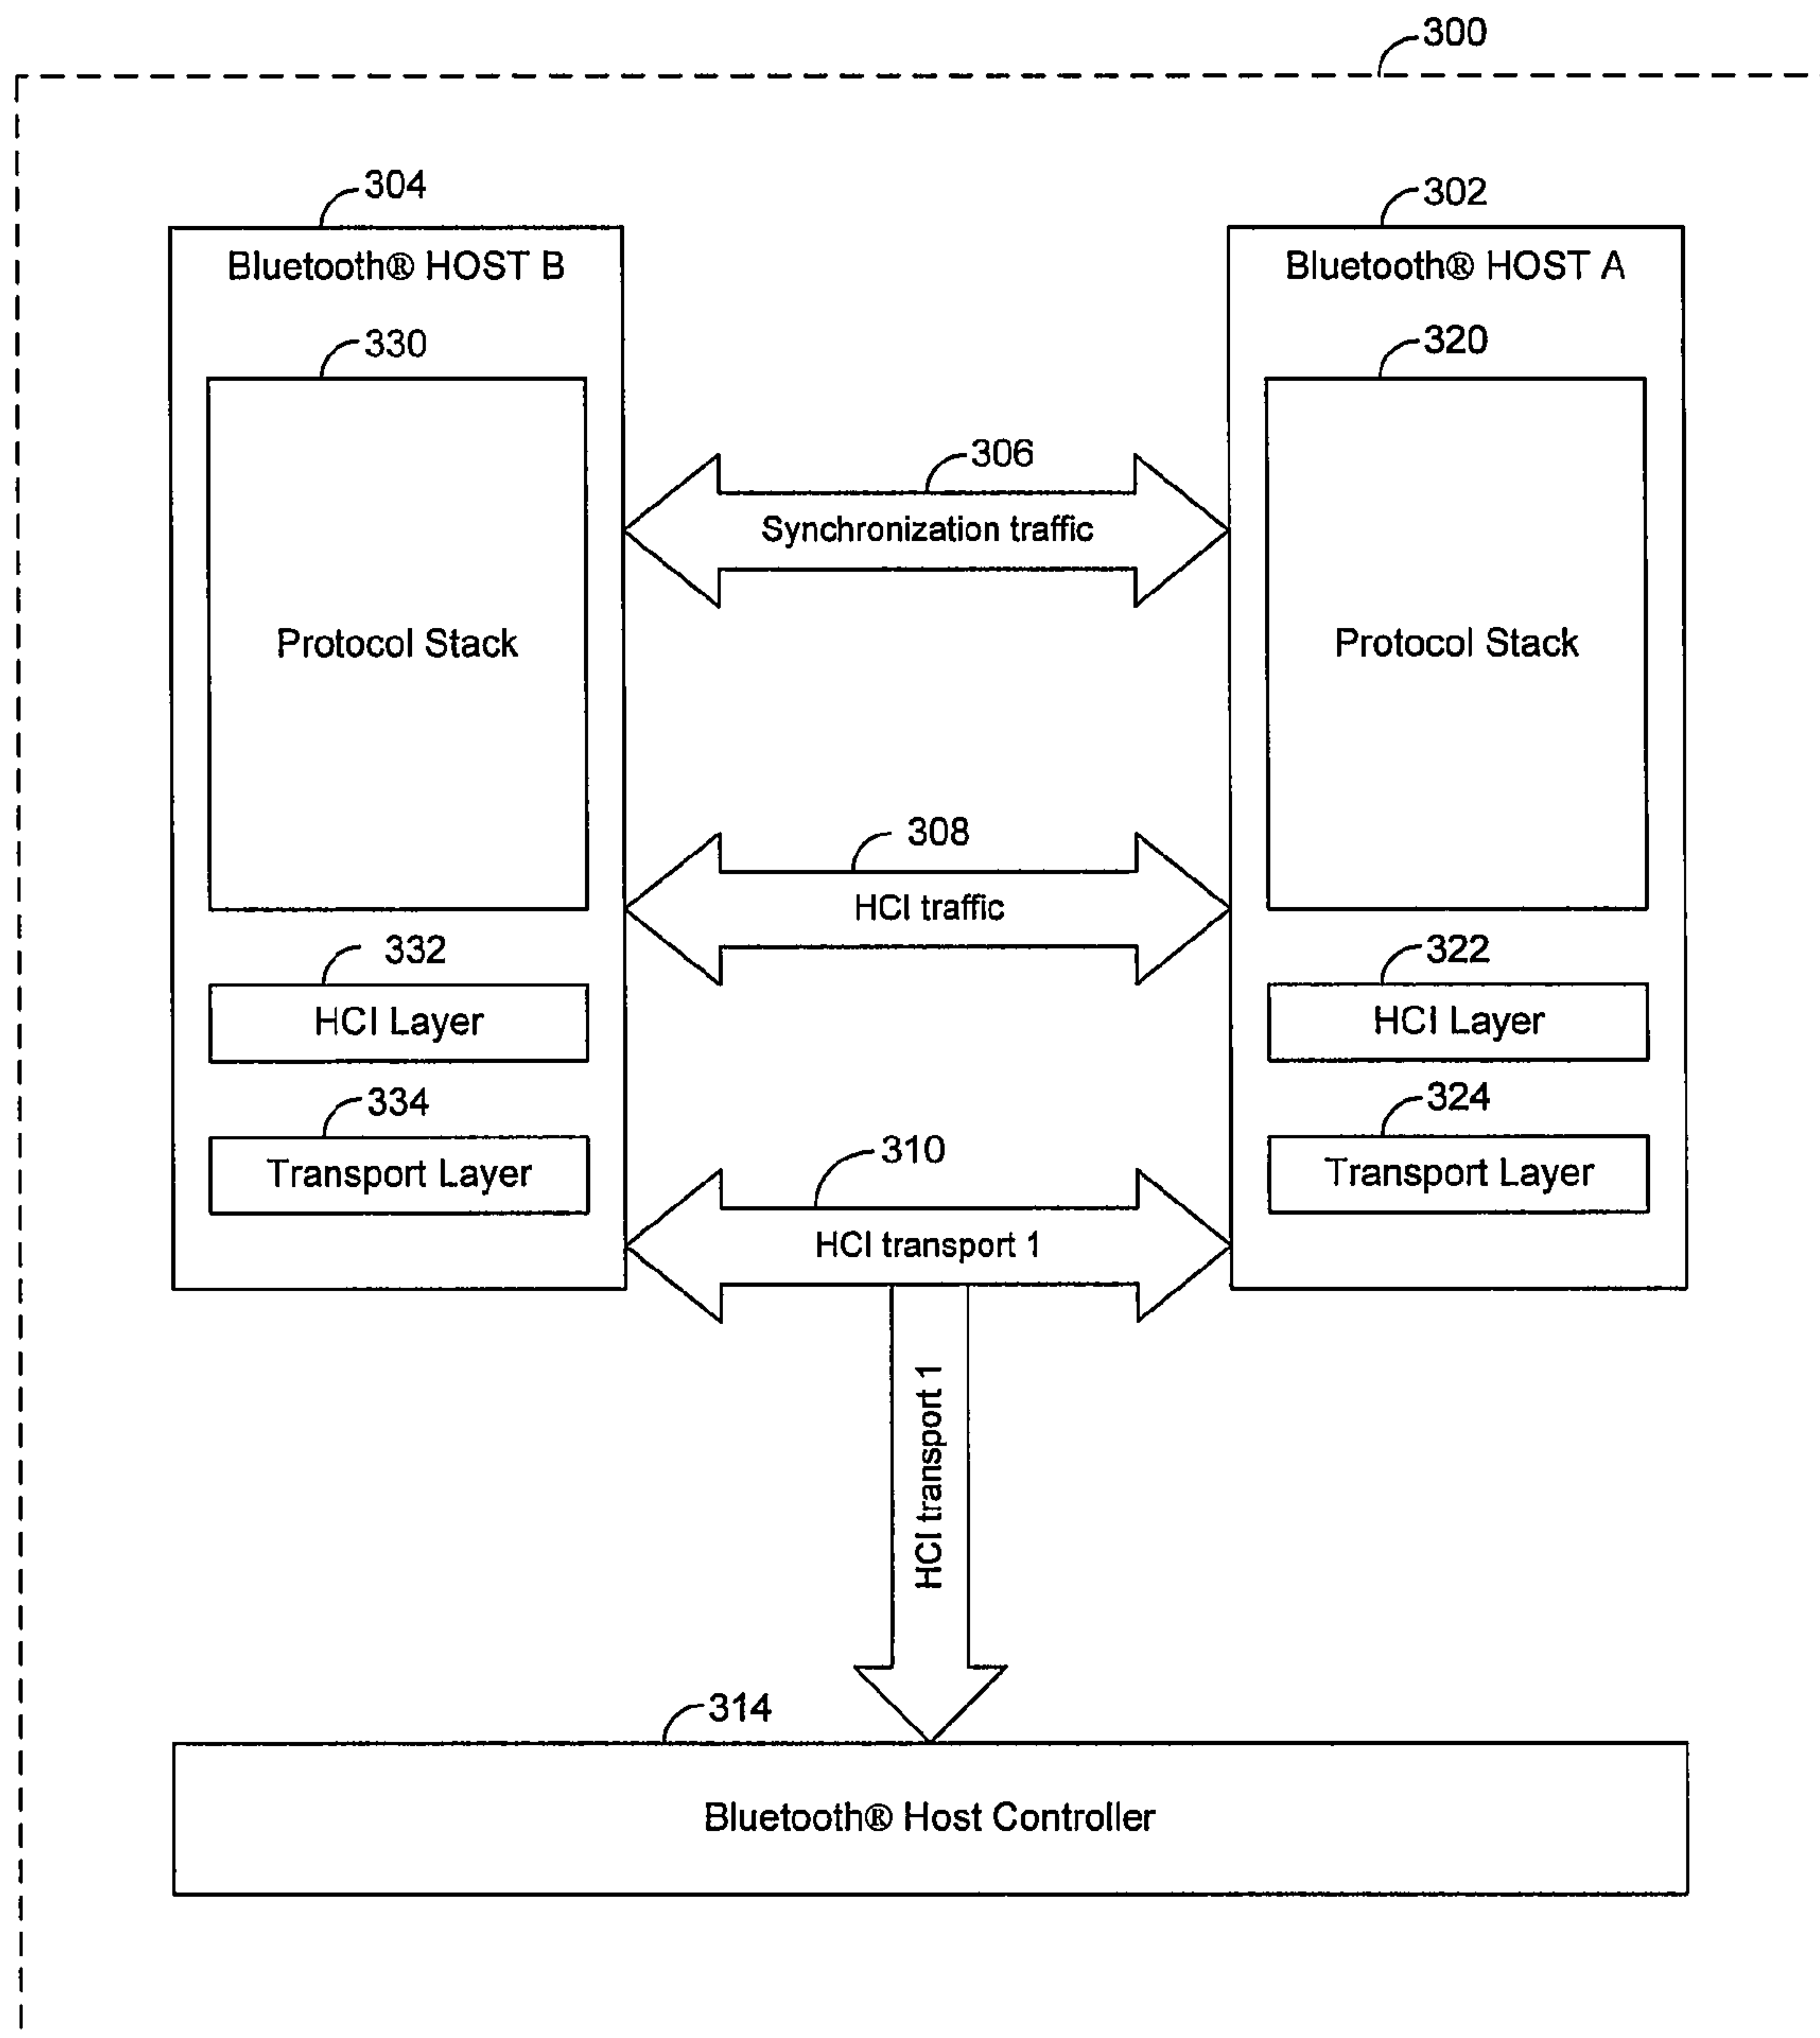 300
304
302
Bluetooth® HOST B
Bluetooth® HOST A
330
320
306
Synchronization traffic
Protocol Stack
Protocol Stack
308
HCI traffic
332
322
HCI Layer
HCI Layer
334
324
Transport Layer
Transport Layer
310
HCI transport 1
HCI transport 1
314
Bluetooth® Host Controller